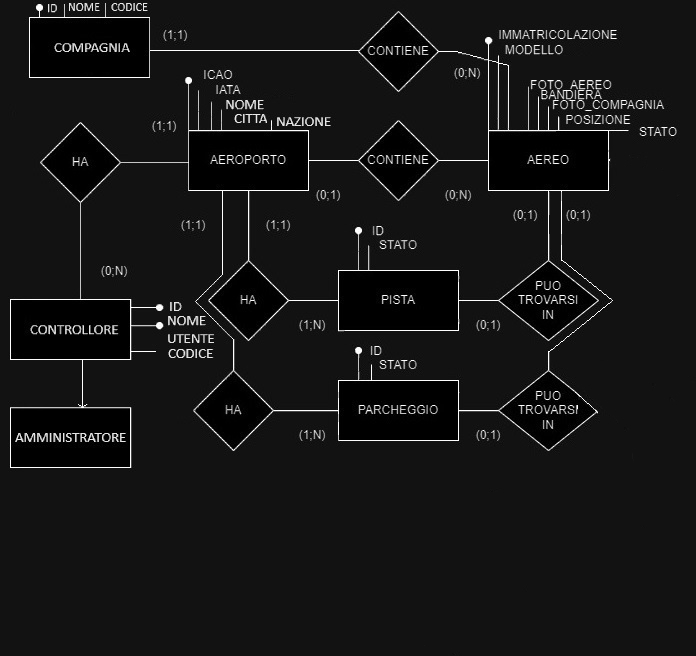 ID NOME CODICE
COMPAGNIA
(1;1)
CONTIENE
(0;N)
IMMATRICOLAZIONE
MODELLO
FOTO_AEREO
BANDIERA
FOTO_COMPAGNIA
POSIZIONE
STATO
ICAO
IATA
NOME
CITTA
NAZIONE
(1;1)
HA
AEROPORTO
CONTIENE
AEREO
(0;1)
(0;N)
(1;1)
(1;1)
(0;1)
(0;1)
ID
STATO
(0;N)
HA
PISTA
PUO
TROVARSI
IN
(1;N)
(0;1)
ID
NOME
UTENTE
CODICE
CONTROLLORE
ID
STATO
HA
PARCHEGGIO
PUO
TROVARSI
IN
(1;N)
(0;1)
AMMINISTRATORE